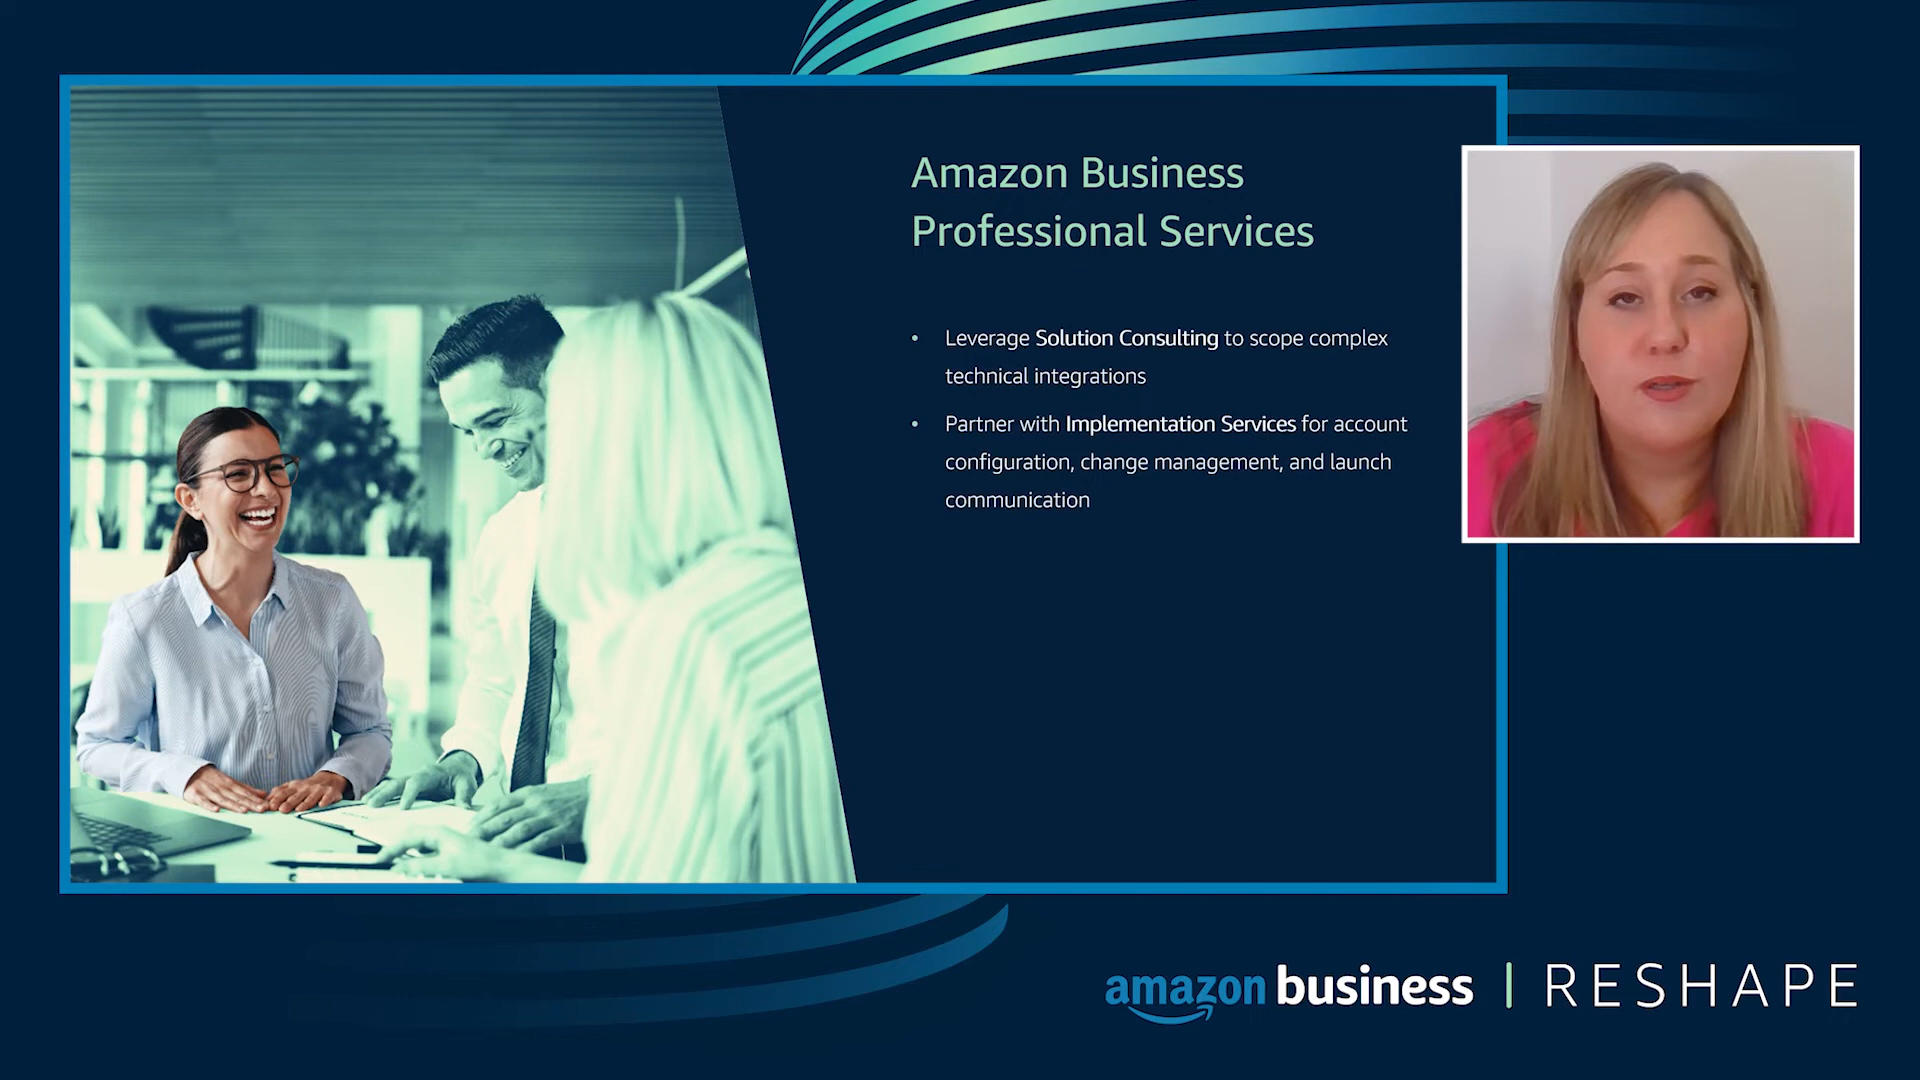 Amazon Business
Professional Services
• Leverage Solution Consulting to scope complex
technical integrations
• Partner with Implementation Services for account
configuration, change management, and launch
communication
amazon business | RESHAPE